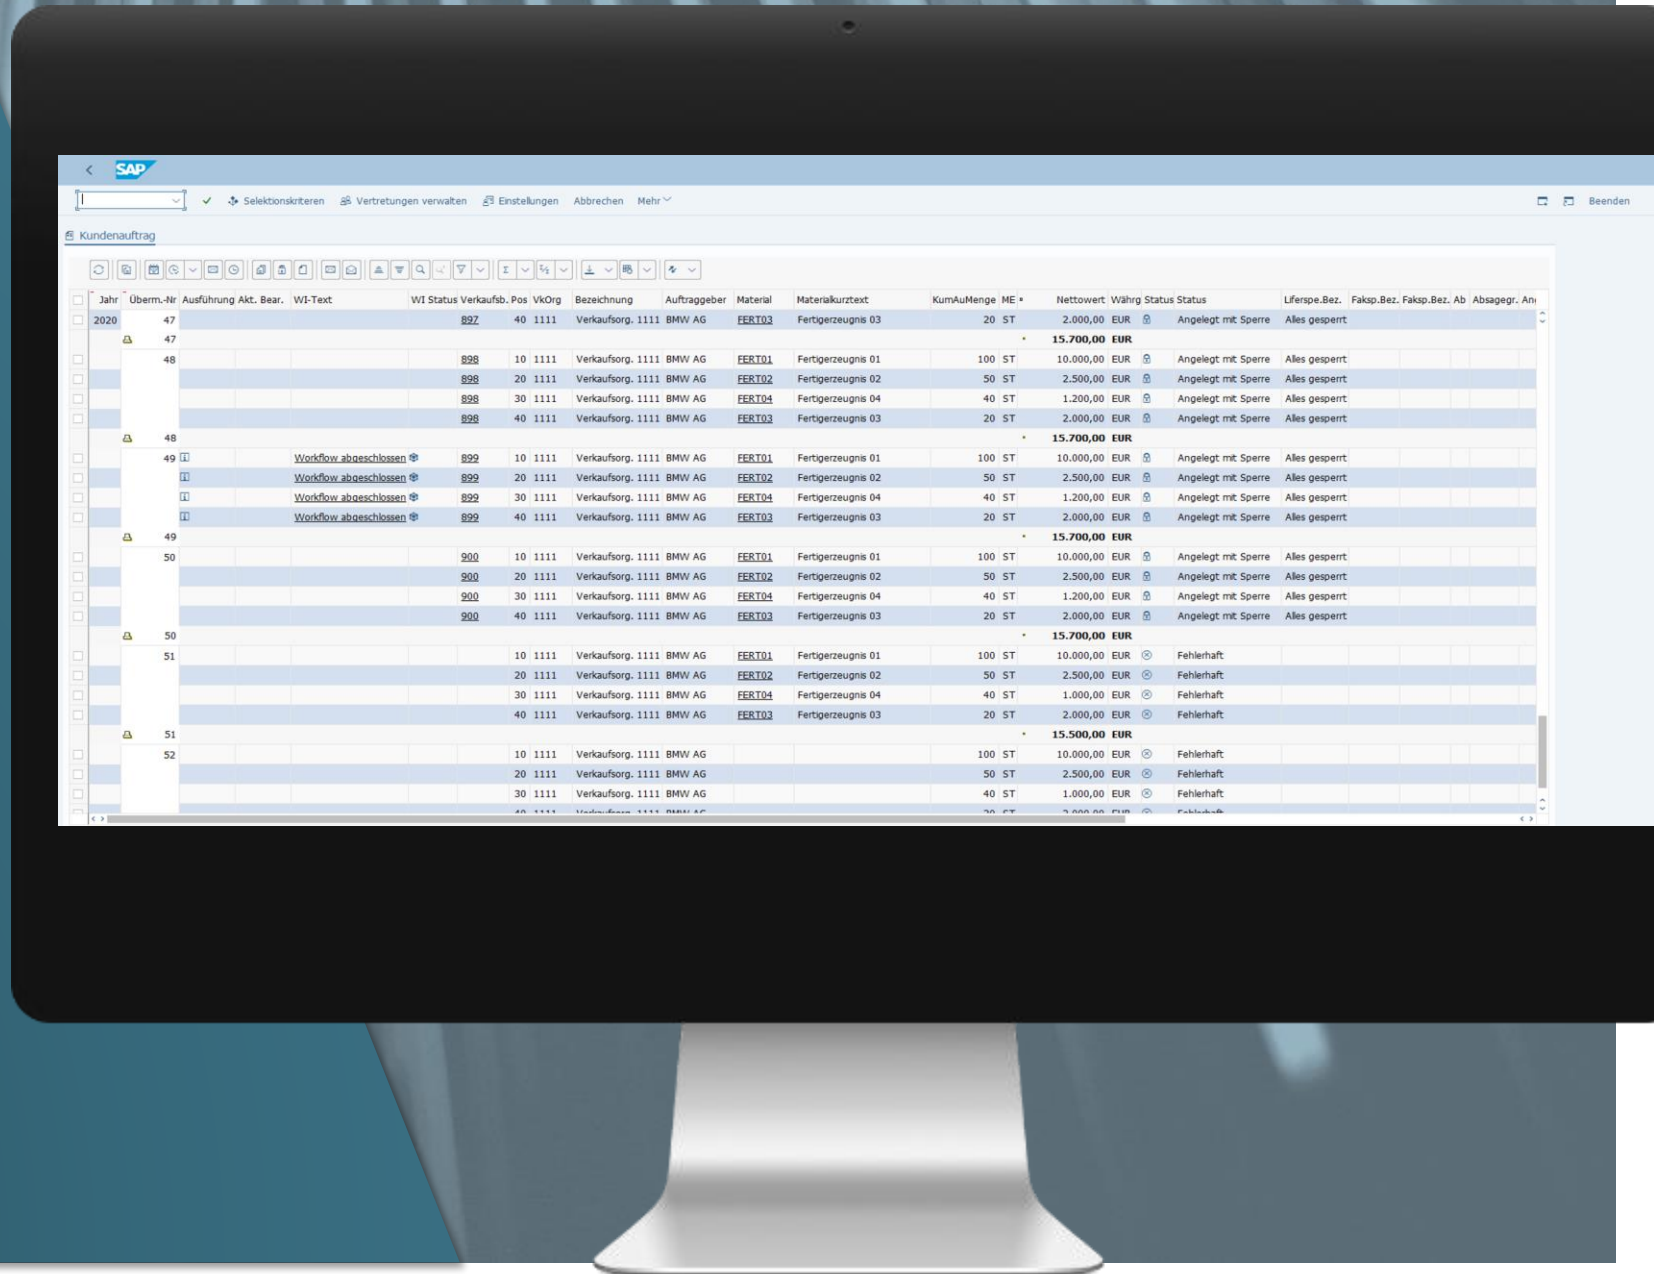 SAP
Selektionskriteren Vertretungen verwalten Einstellungen Abbrechen Mehr Beenden
Kundenauftrag
Jahr Überm.-Nr Ausführung Akt. Bear. WI-Text WI Status Verkaufsb. Pos VkOrg Bezeichnung Auftraggeber Material Materialkurztext KumAuMenge ME Nettowert Währg Status Status Liferspe.Bez. Faksp.Bez. Faksp.Bez. Ab Absagegr. An
2020 47 897 40 1111 Verkaufsorg. 1111 BMW AG FERT03 Fertigerzeugnis 03 20 ST 2.000,00 EUR Angelegt mit Sperre Alles gesperrt
47 15.700,00 EUR
48 898 10 1111 Verkaufsorg. 1111 BMW AG FERT01 Fertigerzeugnis 01 100 ST 10.000,00 EUR Angelegt mit Sperre Alles gesperrt
898 20 1111 Verkaufsorg. 1111 BMW AG FERT02 Fertigerzeugnis 02 50 ST 2.500,00 EUR Angelegt mit Sperre Alles gesperrt
898 30 1111 Verkaufsorg. 1111 BMW AG FERT04 Fertigerzeugnis 04 40 ST 1.200,00 EUR Angelegt mit Sperre Alles gesperrt
898 40 1111 Verkaufsorg. 1111 BMW AG FERT03 Fertigerzeugnis 03 20 ST 2.000,00 EUR Angelegt mit Sperre Alles gesperrt
48 15.700,00 EUR
49 Workflow abgeschlossen 899 10 1111 Verkaufsorg. 1111 BMW AG FERT01 Fertigerzeugnis 01 100 ST 10.000,00 EUR Angelegt mit Sperre Alles gesperrt
Workflow abgeschlossen 899 20 1111 Verkaufsorg. 1111 BMW AG FERT02 Fertigerzeugnis 02 50 ST 2.500,00 EUR Angelegt mit Sperre Alles gesperrt
Workflow abgeschlossen 899 30 1111 Verkaufsorg. 1111 BMW AG FERT04 Fertigerzeugnis 04 40 ST 1.200,00 EUR Angelegt mit Sperre Alles gesperrt
Workflow abgeschlossen 899 40 1111 Verkaufsorg. 1111 BMW AG FERT03 Fertigerzeugnis 03 20 ST 2.000,00 EUR Angelegt mit Sperre Alles gesperrt
49 15.700,00 EUR
50 900 10 1111 Verkaufsorg. 1111 BMW AG FERT01 Fertigerzeugnis 01 100 ST 10.000,00 EUR Angelegt mit Sperre Alles gesperrt
900 20 1111 Verkaufsorg. 1111 BMW AG FERT02 Fertigerzeugnis 02 50 ST 2.500,00 EUR Angelegt mit Sperre Alles gesperrt
900 30 1111 Verkaufsorg. 1111 BMW AG FERT04 Fertigerzeugnis 04 40 ST 1.200,00 EUR Angelegt mit Sperre Alles gesperrt
900 40 1111 Verkaufsorg. 1111 BMW AG FERT03 Fertigerzeugnis 03 20 ST 2.000,00 EUR Angelegt mit Sperre Alles gesperrt
50 15.700,00 EUR
51 10 1111 Verkaufsorg. 1111 BMW AG FERT01 Fertigerzeugnis 01 100 ST 10.000,00 EUR Fehlerhaft
20 1111 Verkaufsorg. 1111 BMW AG FERT02 Fertigerzeugnis 02 50 ST 2.500,00 EUR Fehlerhaft
30 1111 Verkaufsorg. 1111 BMW AG FERT04 Fertigerzeugnis 04 40 ST 1.000,00 EUR Fehlerhaft
40 1111 Verkaufsorg. 1111 BMW AG FERT03 Fertigerzeugnis 03 20 ST 2.000,00 EUR Fehlerhaft
51 15.500,00 EUR
52 10 1111 Verkaufsorg. 1111 BMW AG 100 ST 10.000,00 EUR Fehlerhaft
20 1111 Verkaufsorg. 1111 BMW AG 50 ST 2.500,00 EUR Fehlerhaft
30 1111 Verkaufsorg. 1111 BMW AG 40 ST 1.000,00 EUR Fehlerhaft